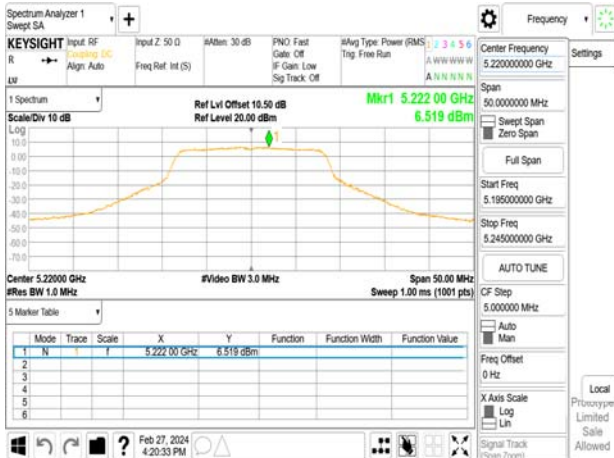 Spectrum Analyzer 1
Swept SA
Frequency
Settings
KEYSIGHT
R
LXI
Input: RF
Coupling: DC
Align: Auto
Input Z: 50 Ω
Freq Ref: Int (S)
#Atten: 30 dB
PNO: Fast
Gate: Off
IF Gain: Low
Sig Track: Off
#Avg Type: Power (RMS
Trig: Free Run
1 2 3 4 5 6
A W W W W W
A N N N N N
1 Spectrum
Scale/Div 10 dB
Ref Lvl Offset 10.50 dB
Ref Level 20.00 dBm
Mkr1 5.222 00 GHz
6.519 dBm
Log
10.0
0.00
-10.0
-20.0
-30.0
-40.0
-50.0
-60.0
-70.0
1
Center 5.22000 GHz
#Res BW 1.0 MHz
#Video BW 3.0 MHz
Span 50.00 MHz
Sweep 1.00 ms (1001 pts)
5 Marker Table
Mode Trace Scale X Y Function Function Width Function Value
1 N 1 f 5.222 00 GHz 6.519 dBm
2
3
4
5
6
Feb 27, 2024
4:20:33 PM
Center Frequency
5.220000000 GHz
Span
50.0000000 MHz
Swept Span
Zero Span
Full Span
Start Freq
5.195000000 GHz
Stop Freq
5.245000000 GHz
AUTO TUNE
CF Step
5.000000 MHz
Auto
Man
Freq Offset
0 Hz
X Axis Scale
Log
Lin
Signal Track
(Span Zoom)
Local
Prototype
Limited
Sale
Allowed